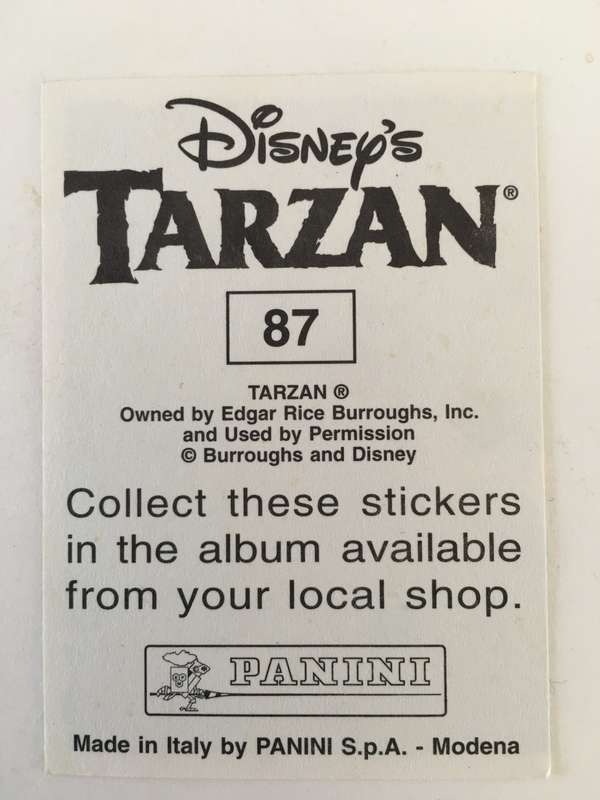 Disney's
TARZAN®
87
TARZAN ®
Owned by Edgar Rice Burroughs, Inc.
and Used by Permission
© Burroughs and Disney
Collect these stickers
in the album available
from your local shop.
PANINI
Made in Italy by PANINI S.p.A. - Modena